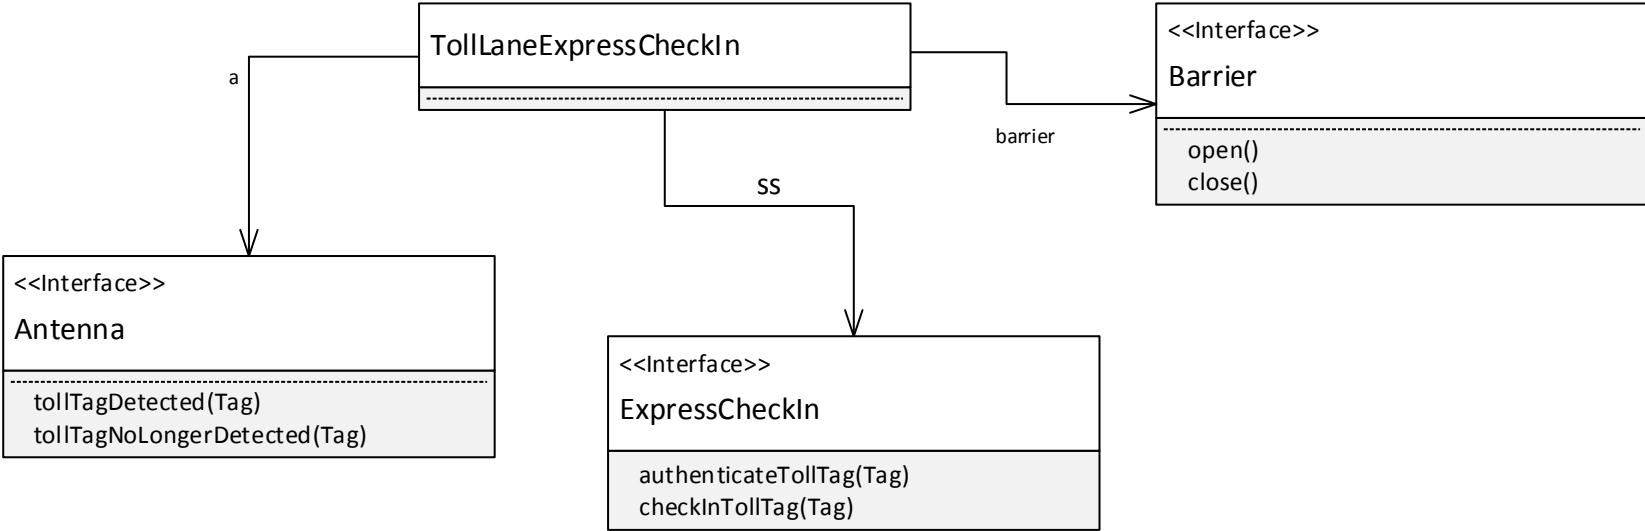 TollLaneExpressCheckIn
<<Interface>>
Barrier
open()
close()
a
barrier
ss
<<Interface>>
Antenna
tollTagDetected(Tag)
tollTagNoLongerDetected(Tag)
<<Interface>>
ExpressCheckIn
authenticateTollTag(Tag)
checkInTollTag(Tag)